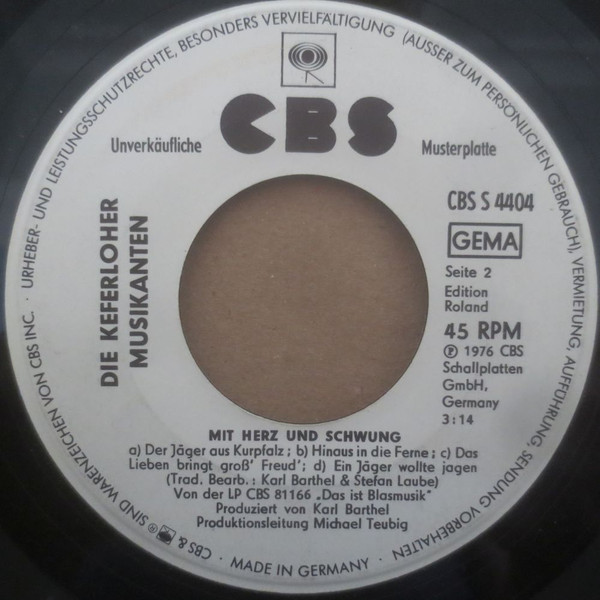 URHEBER- UND LEISTUNGSSCHUTZRECHTE, BESONDERS VERVIELFÄLTIGUNG (AUSSER ZUM PERSÖNLICHEN GEBRAUCH), VERMIETUNG, AUFFÜHRUNG, SENDUNG VORBEHALTEN
CBS
Unverkäufliche Musterplatte
CBS S 4404
GEMA
Seite 2
Edition
Roland
45 RPM
℗ 1976 CBS
Schallplatten
GmbH,
Germany
3:14
DIE KEFERLOHER
MUSIKANTEN
MIT HERZ UND SCHWUNG
a) Der Jäger aus Kurpfalz; b) Hinaus in die Ferne; c) Das
Lieben bringt groß' Freud'; d) Ein Jäger wollte jagen
(Trad. Bearb.: Karl Barthel & Stefan Laube)
Von der LP CBS 81166 „Das ist Blasmusik"
Produziert von Karl Barthel
Produktionsleitung Michael Teubig
CBS & ® SIND WARENZEICHEN VON CBS INC. ·
· MADE IN GERMANY ·